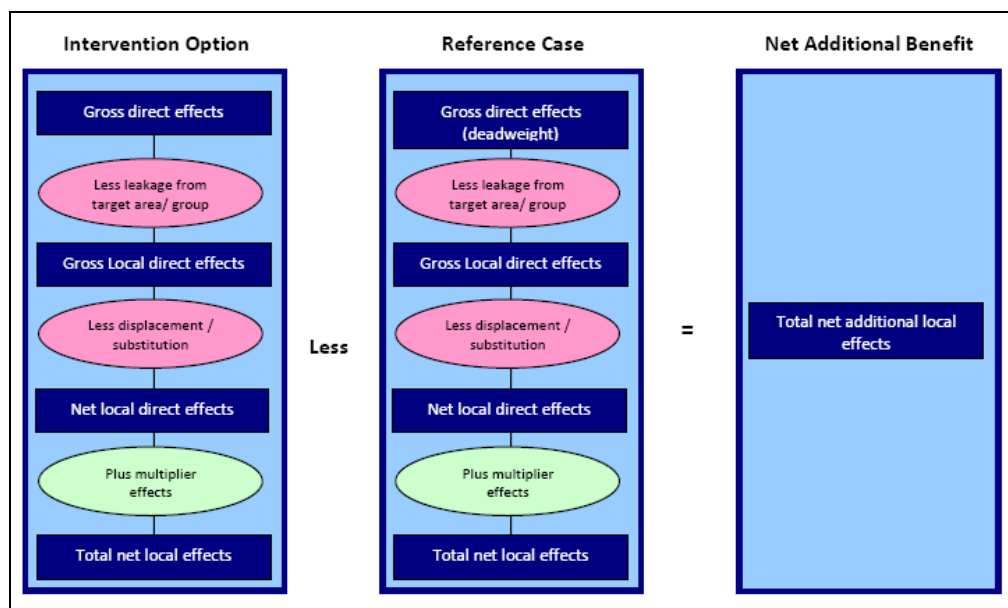 Intervention Option
Gross direct effects
Less leakage from
target area/ group
Gross Local direct effects
Less displacement /
substitution
Net local direct effects
Plus multiplier
effects
Total net local effects
Less
Reference Case
Gross direct effects
(deadweight)
Less leakage from
target area/ group
Gross Local direct effects
Less displacement /
substitution
Net local direct effects
Plus multiplier
effects
Total net local effects
=
Net Additional Benefit
Total net additional local
effects